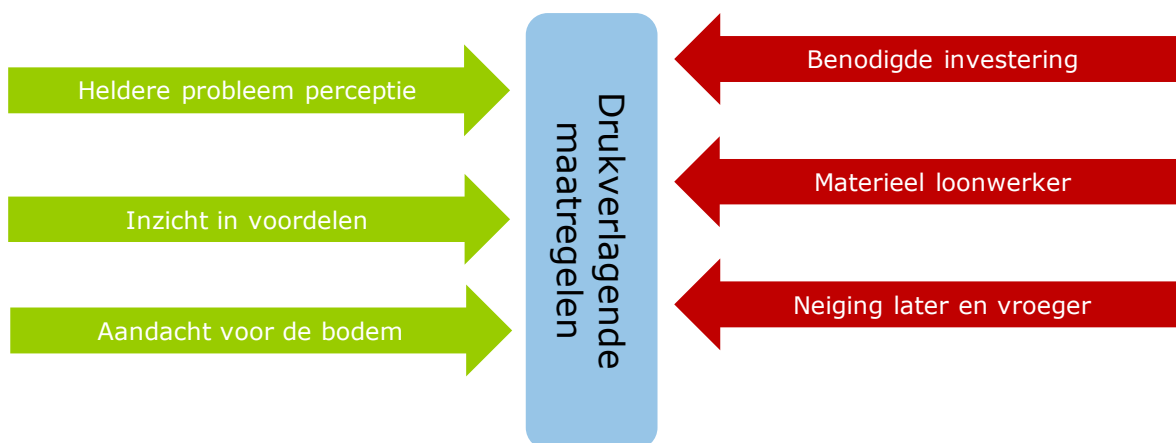 Heldere probleem perceptie
Inzicht in voordelen
Aandacht voor de bodem
Drukverlagende
maatregelen
Benodigde investering
Materieel loonwerker
Neiging later en vroeger